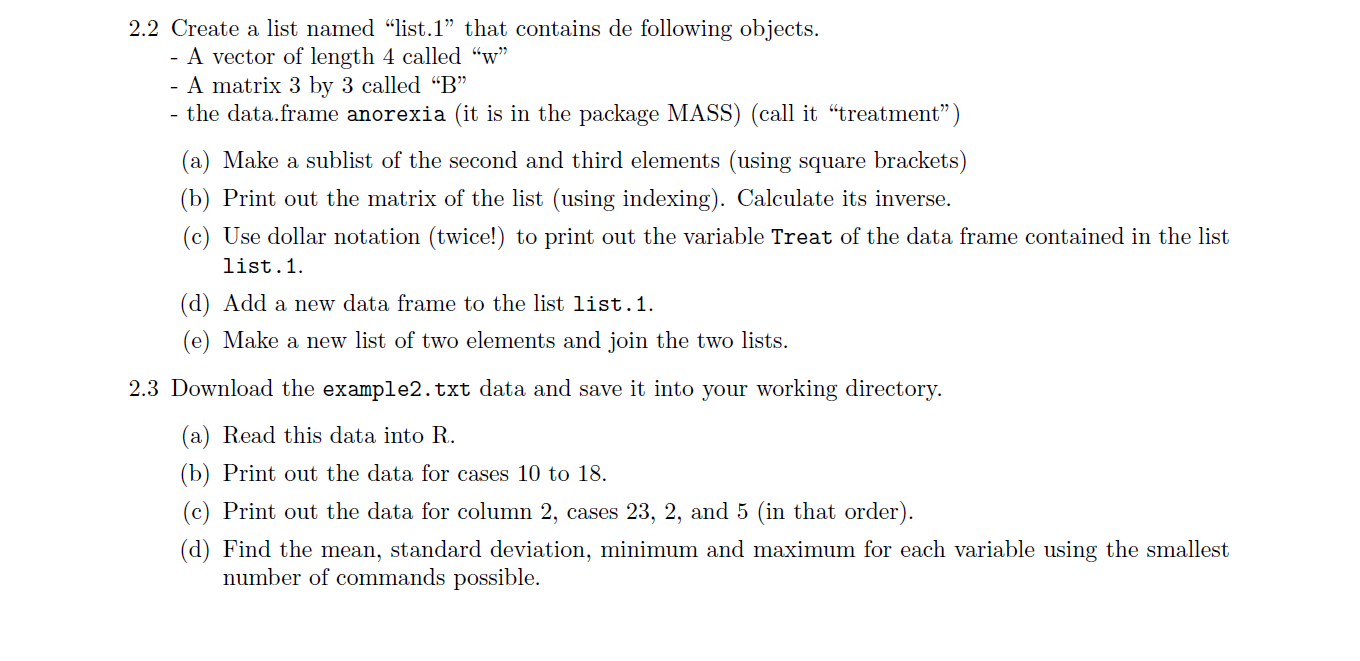 2.2 Create a list named “list.1” that contains de following objects.
- A vector of length 4 called “w”
- A matrix 3 by 3 called “B”
- the data.frame anorexia (it is in the package MASS) (call it “treatment”)
(a) Make a sublist of the second and third elements (using square brackets)
(b) Print out the matrix of the list (using indexing). Calculate its inverse.
(c) Use dollar notation (twice!) to print out the variable Treat of the data frame contained in the list
list.1.
(d) Add a new data frame to the list list.1.
(e) Make a new list of two elements and join the two lists.
2.3 Download the example2.txt data and save it into your working directory.
(a) Read this data into R.
(b) Print out the data for cases 10 to 18.
(c) Print out the data for column 2, cases 23, 2, and 5 (in that order).
(d) Find the mean, standard deviation, minimum and maximum for each variable using the smallest
number of commands possible.